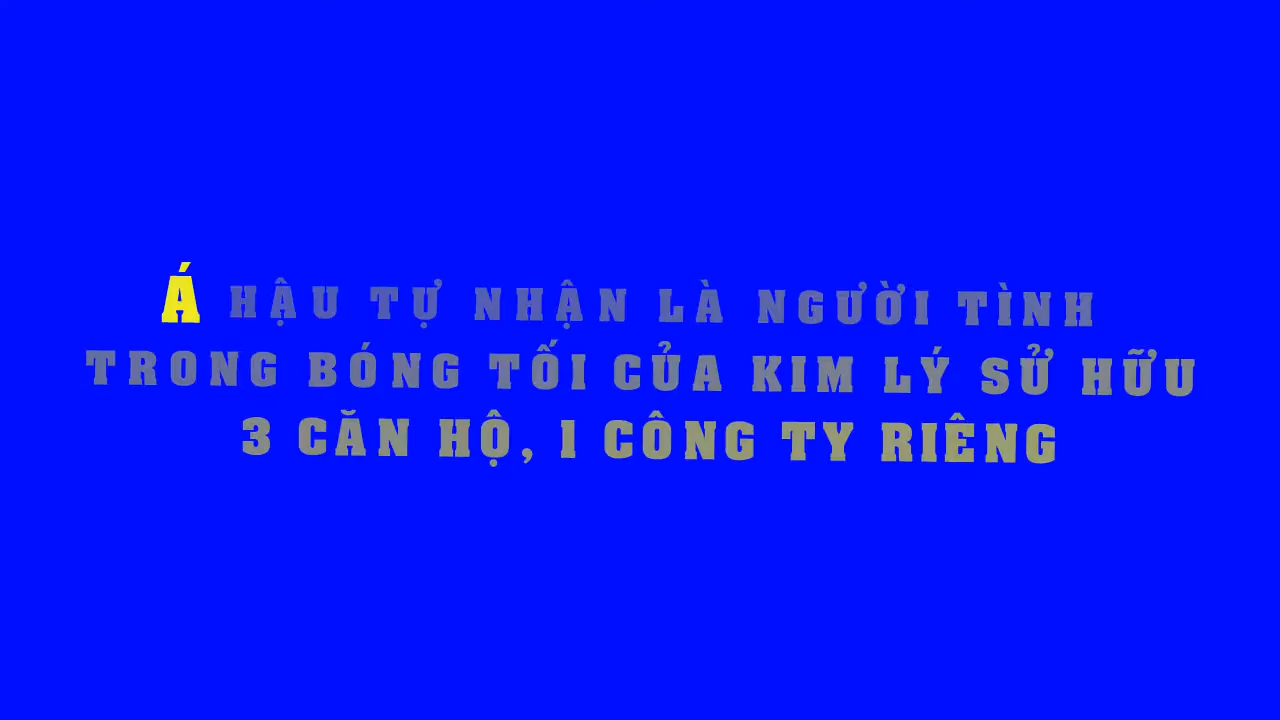 Á HẬU TỰ NHẬN LÀ NGƯỜI TÌNH
TRONG BÓNG TỐI CỦA KIM LÝ SỬ HỮU
3 CĂN HỘ, 1 CÔNG TY RIÊNG